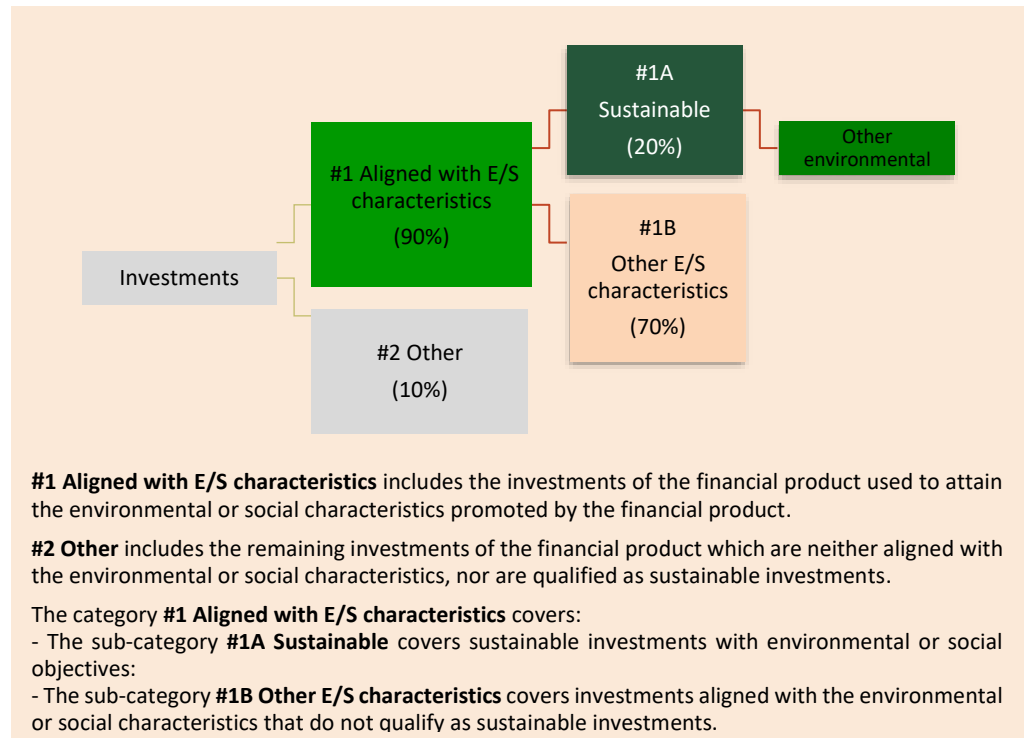 #1A
Sustainable
(20%)
Other
environmental
#1 Aligned with E/S
characteristics
(90%)
#1B
Other E/S
characteristics
(70%)
Investments
#2 Other
(10%)
#1 Aligned with E/S characteristics includes the investments of the financial product used to attain
the environmental or social characteristics promoted by the financial product.
#2 Other includes the remaining investments of the financial product which are neither aligned with
the environmental or social characteristics, nor are qualified as sustainable investments.
The category #1 Aligned with E/S characteristics covers:
- The sub-category #1A Sustainable covers sustainable investments with environmental or social
objectives:
- The sub-category #1B Other E/S characteristics covers investments aligned with the environmental
or social characteristics that do not qualify as sustainable investments.